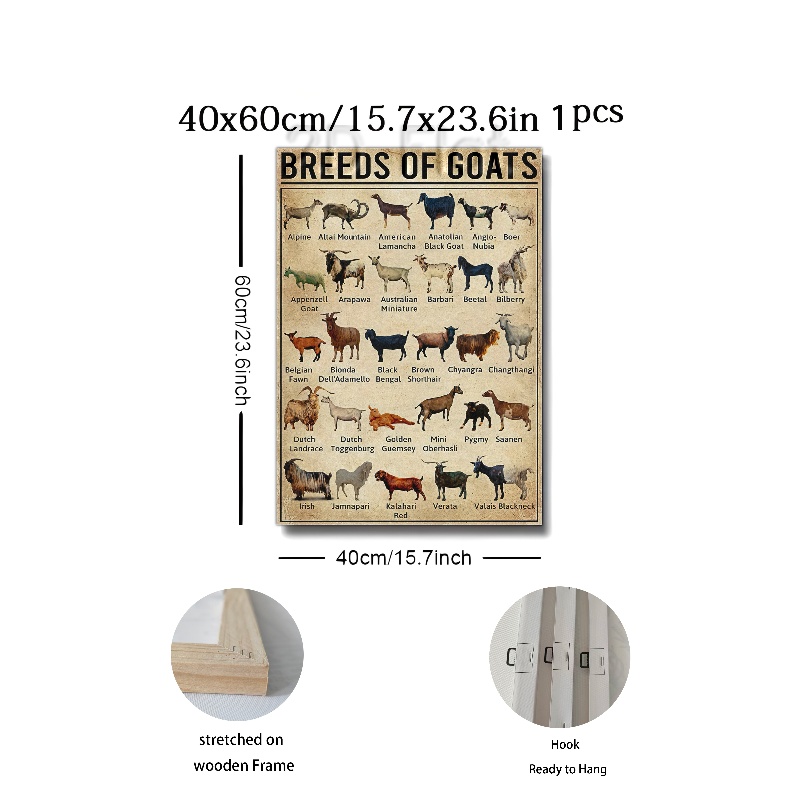 40x60cm/15.7x23.6in 1pcs
BREEDS OF GOATS
Alpine Altai Mountain American Lamancha Anatolian Black Goat Anglo-Nubia Boer
Appenzell Goat Arapawa Australian Miniature Barbari Beetal Bilberry
Belgian Fawn Bionda Dell'Adamello Black Bengal Brown Shorthair Chyangra Changthangi
Dutch Landrace Dutch Toggenburg Golden Guernsey Mini Oberhasli Pygmy Saanen
Irish Jamnapari Kalahari Red Verata Valais Blackneck
60cm/23.6inch
40cm/15.7inch
stretched on
wooden Frame
Hook
Ready to Hang